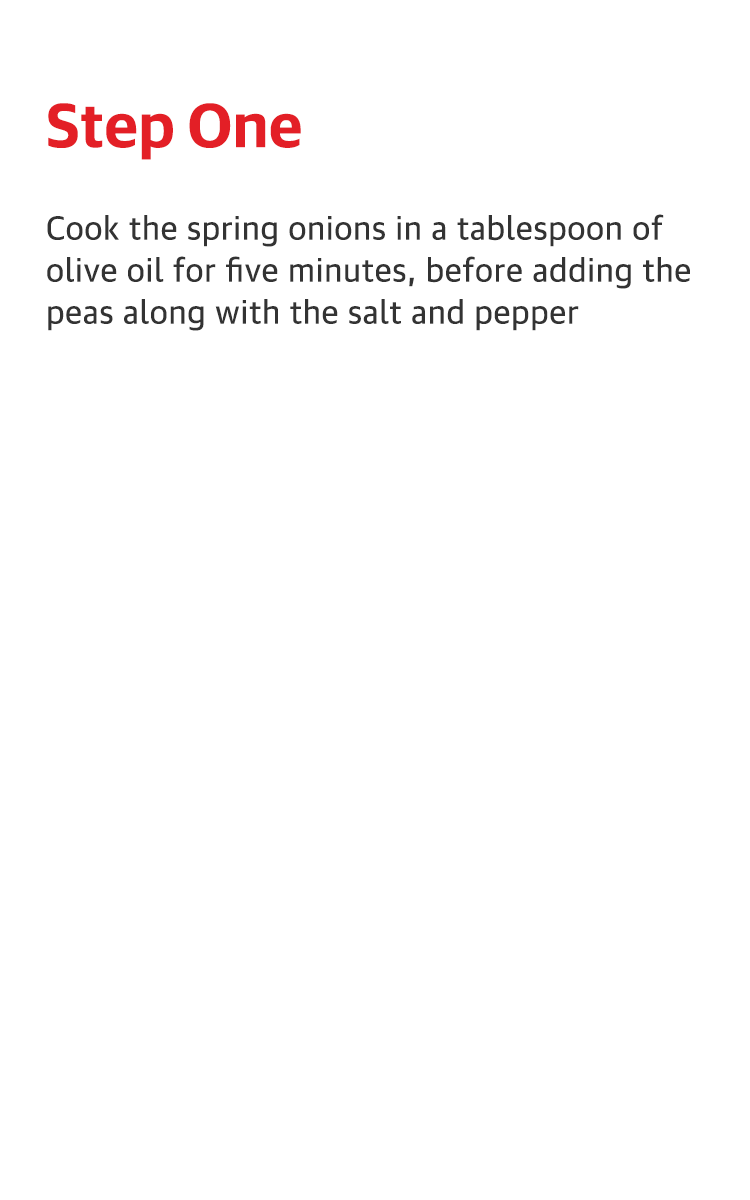 Step One
Cook the spring onions in a tablespoon of
olive oil for five minutes, before adding the
peas along with the salt and pepper